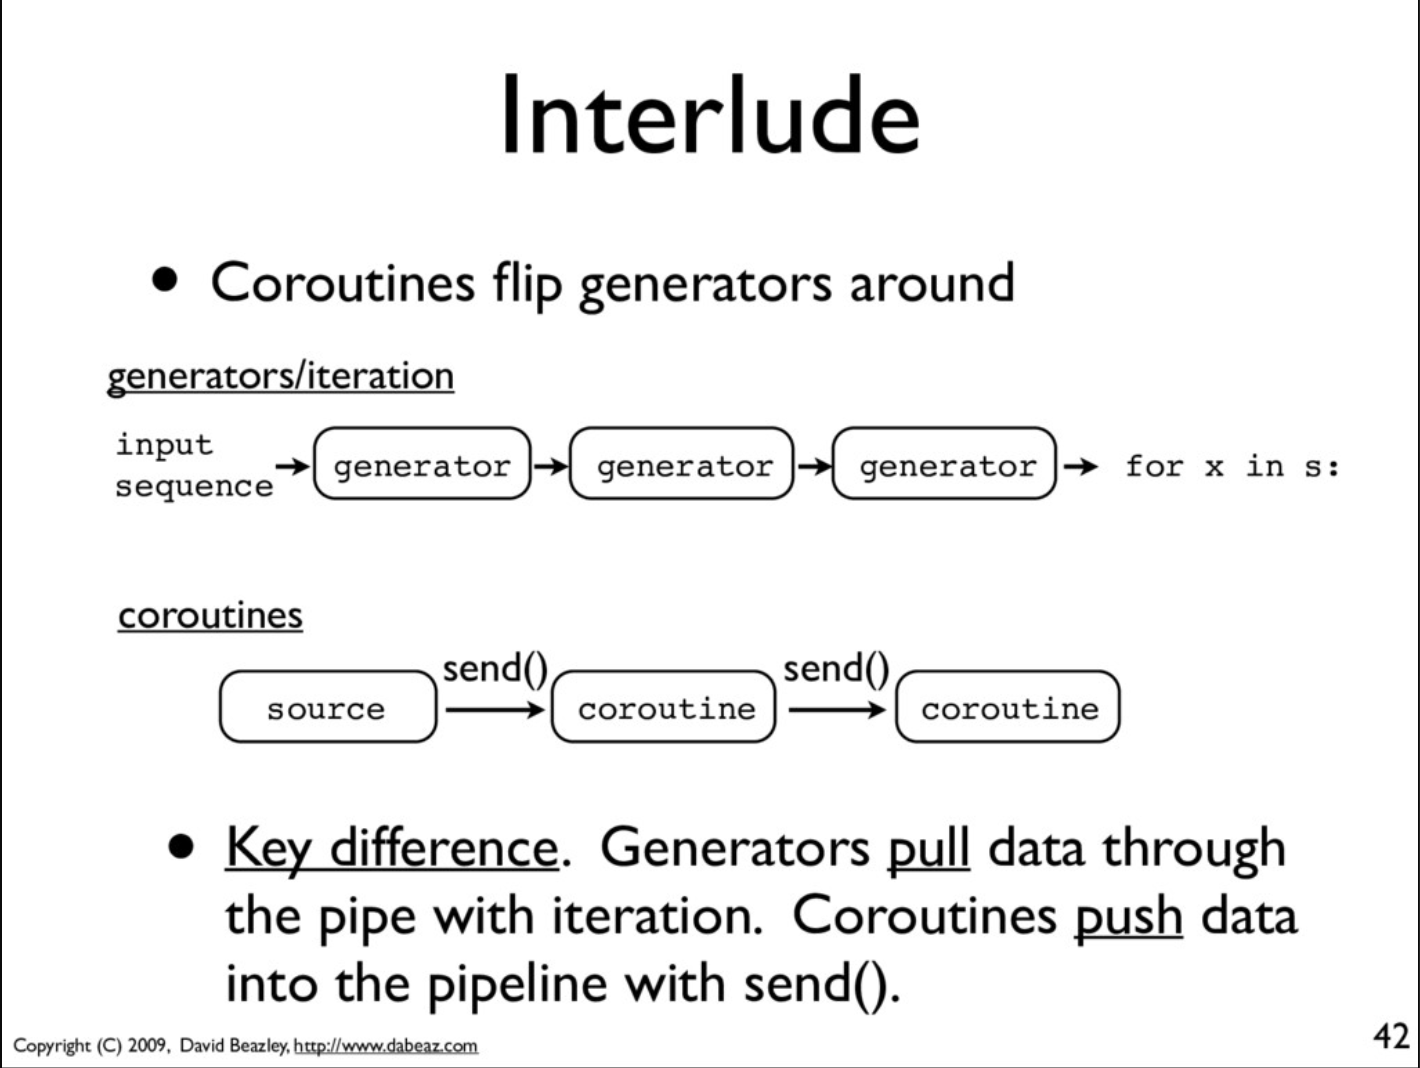 Interlude
• Coroutines flip generators around
generators/iteration
input
sequence
generator
generator
generator
for x in s:
coroutines
send()
send()
source
coroutine
coroutine
• Key difference. Generators pull data through
the pipe with iteration. Coroutines push data
into the pipeline with send().
Copyright (C) 2009, David Beazley, http://www.dabeaz.com
42